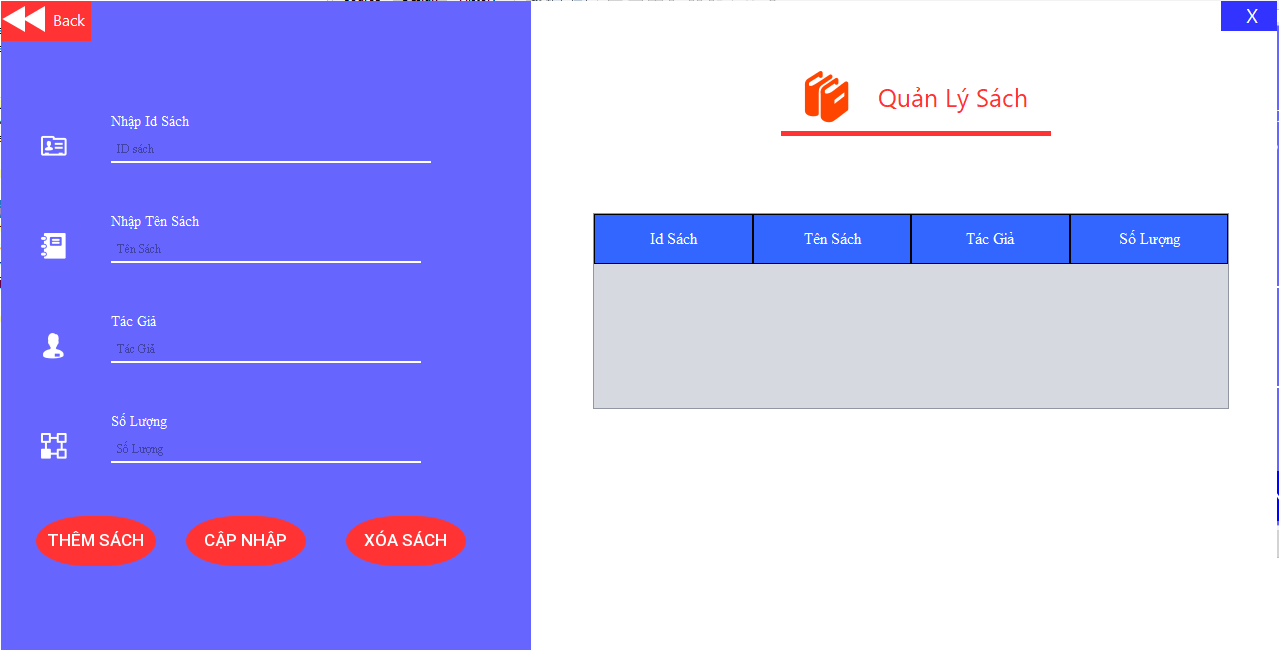 Back
X
Nhập Id Sách
ID sách
Nhập Tên Sách
Tên Sách
Tác Giả
Tác Giả
Số Lượng
Số Lượng
THÊM SÁCH CẬP NHẬP XÓA SÁCH
Quản Lý Sách
Id Sách Tên Sách Tác Giả Số Lượng